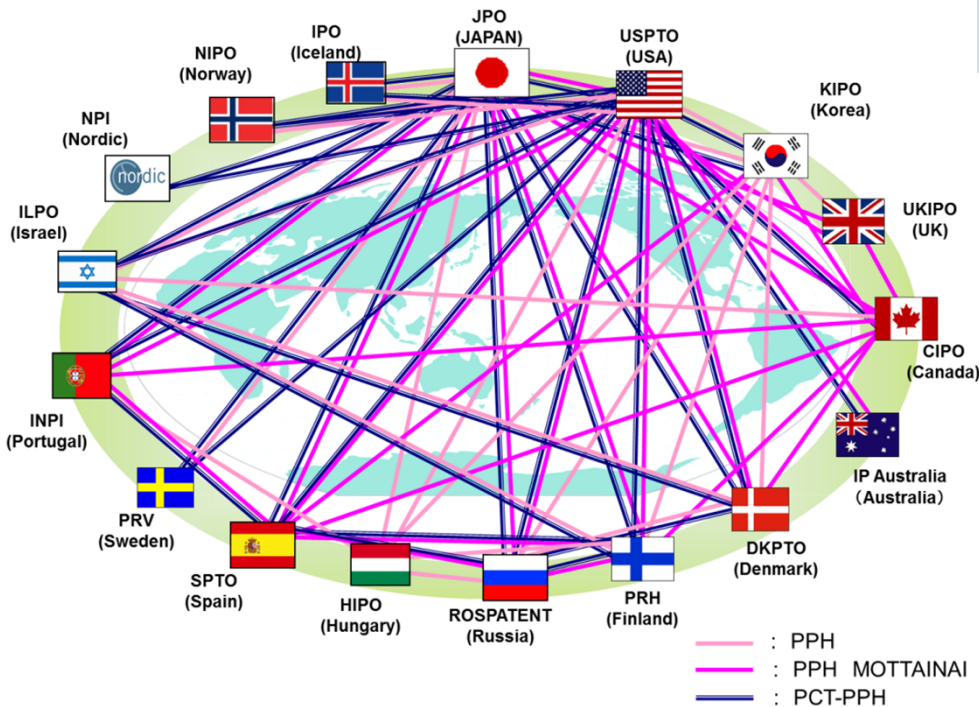 JPO
(JAPAN)
USPTO
(USA)
IPO
(Iceland)
NIPO
(Norway)
KIPO
(Korea)
NPI
(Nordic)
nordic
ILPO
(Israel)
UKIPO
(UK)
CIPO
(Canada)
INPI
(Portugal)
IP Australia
（Australia）
PRV
(Sweden)
DKPTO
(Denmark)
SPTO
(Spain)
HIPO
(Hungary)
ROSPATENT
(Russia)
PRH
(Finland)
: PPH
: PPH MOTTAINAI
: PCT-PPH